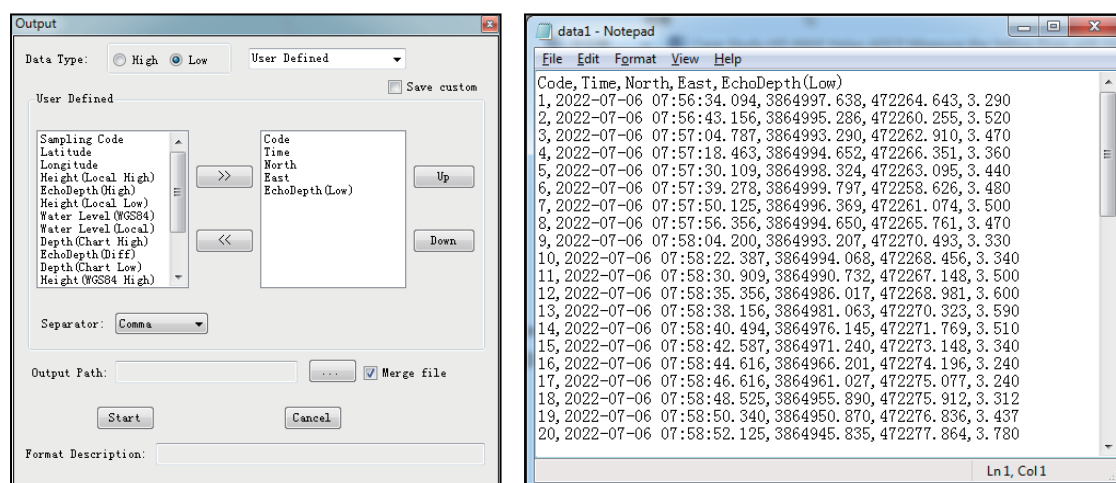 Output
Data Type: High Low User Defined
Save custom
User Defined
Sampling Code
Latitude
Longitude
Height(Local High)
EchoDepth(High)
Height(Local Low)
Water Level(WGS84)
Water Level(Local)
Depth(Chart High)
EchoDepth(Diff)
Depth(Chart Low)
Height(WGS84 High)
>>
<<
Code
Time
North
East
EchoDepth(Low)
Up
Down
Separator: Comma
Output Path: ... Merge file
Start Cancel
Format Description:
data1 - Notepad
File Edit Format View Help
Code,Time,North,East,EchoDepth(Low)
1,2022-07-06 07:56:34.094,3864997.638,472264.643,3.290
2,2022-07-06 07:56:43.156,3864995.286,472260.255,3.520
3,2022-07-06 07:57:04.787,3864993.290,472262.910,3.470
4,2022-07-06 07:57:18.463,3864994.652,472266.351,3.360
5,2022-07-06 07:57:30.109,3864998.324,472263.095,3.440
6,2022-07-06 07:57:39.278,3864999.797,472258.626,3.480
7,2022-07-06 07:57:50.125,3864996.369,472261.074,3.500
8,2022-07-06 07:57:56.356,3864994.650,472265.761,3.470
9,2022-07-06 07:58:04.200,3864993.207,472270.493,3.330
10,2022-07-06 07:58:22.387,3864994.068,472268.456,3.340
11,2022-07-06 07:58:30.909,3864990.732,472267.148,3.500
12,2022-07-06 07:58:35.356,3864986.017,472268.981,3.600
13,2022-07-06 07:58:38.156,3864981.063,472270.323,3.590
14,2022-07-06 07:58:40.494,3864976.145,472271.769,3.510
15,2022-07-06 07:58:42.587,3864971.240,472273.148,3.340
16,2022-07-06 07:58:44.616,3864966.201,472274.196,3.240
17,2022-07-06 07:58:46.616,3864961.027,472275.077,3.240
18,2022-07-06 07:58:48.525,3864955.890,472275.912,3.312
19,2022-07-06 07:58:50.340,3864950.870,472276.836,3.437
20,2022-07-06 07:58:52.125,3864945.835,472277.864,3.780
Ln 1, Col 1